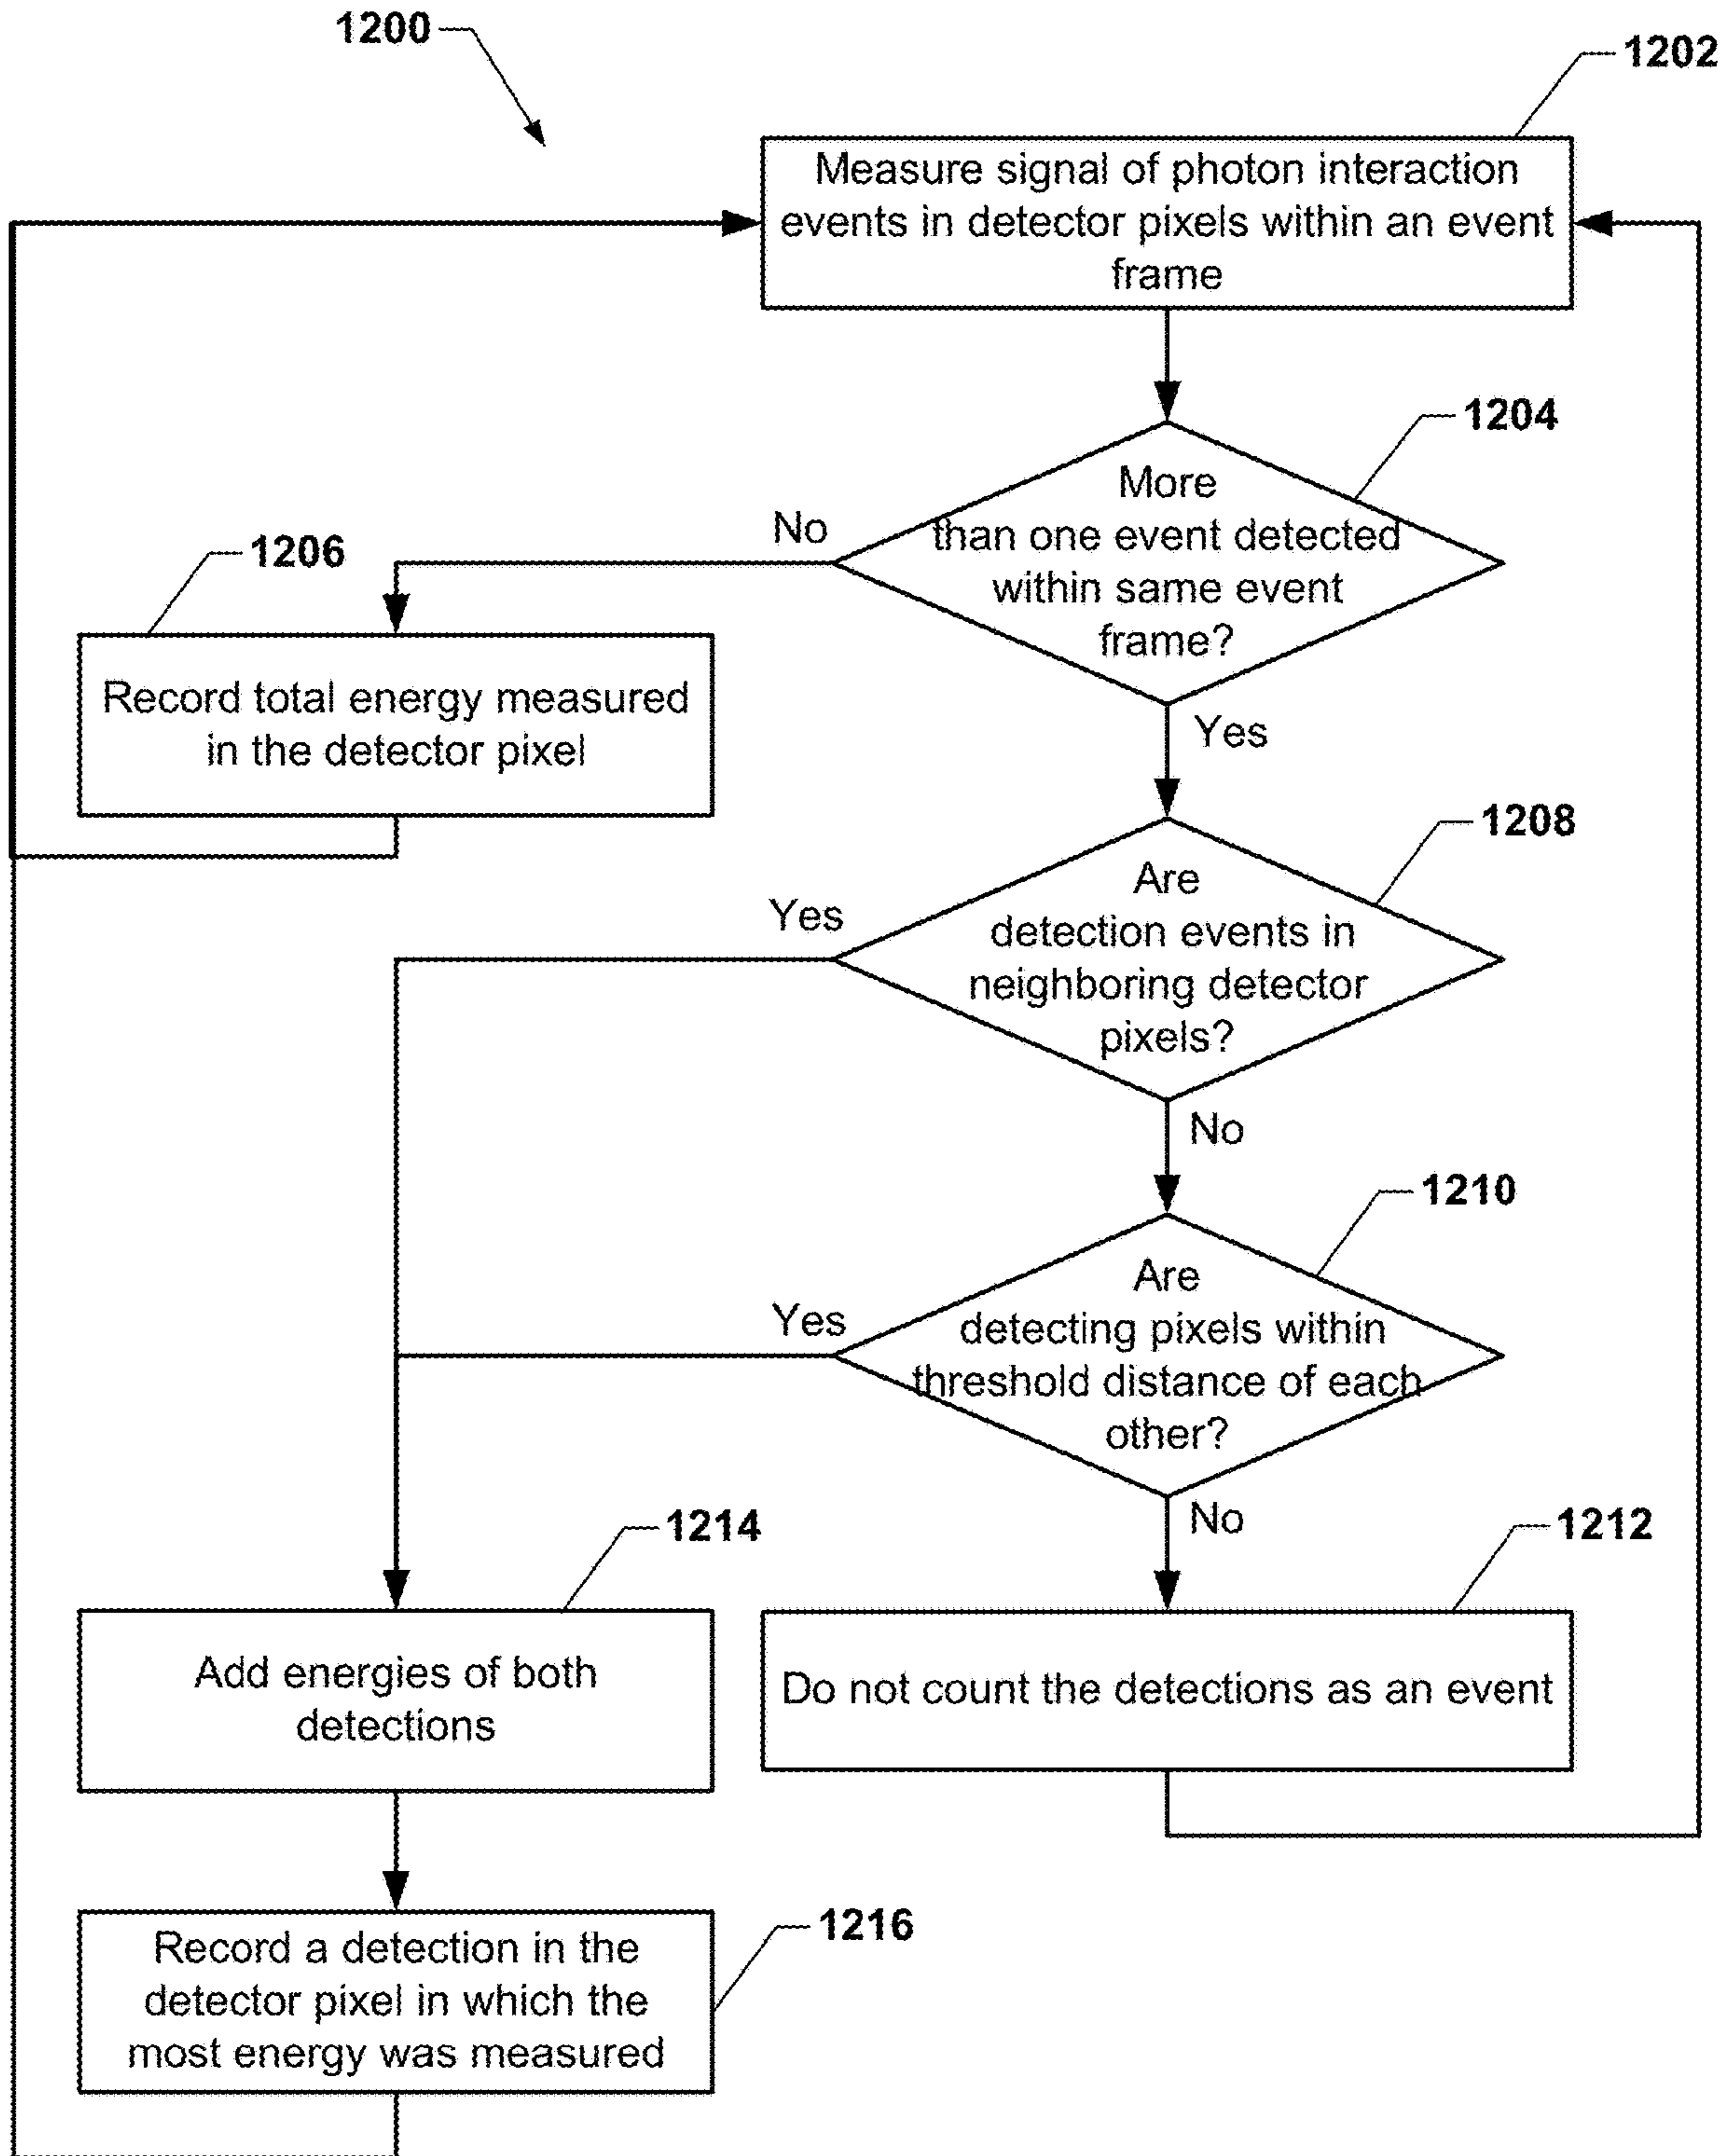 1200
1202
Measure signal of photon interaction
events in detector pixels within an event
frame
1204
More
than one event detected
within same event
frame?
No
1206
Record total energy measured
in the detector pixel
Yes
1208
Are
detection events in
neighboring detector
pixels?
Yes
No
1210
Are
detecting pixels within
threshold distance of each
other?
Yes
No
1214
1212
Add energies of both
detections
Do not count the detections as an event
1216
Record a detection in the
detector pixel in which the
most energy was measured